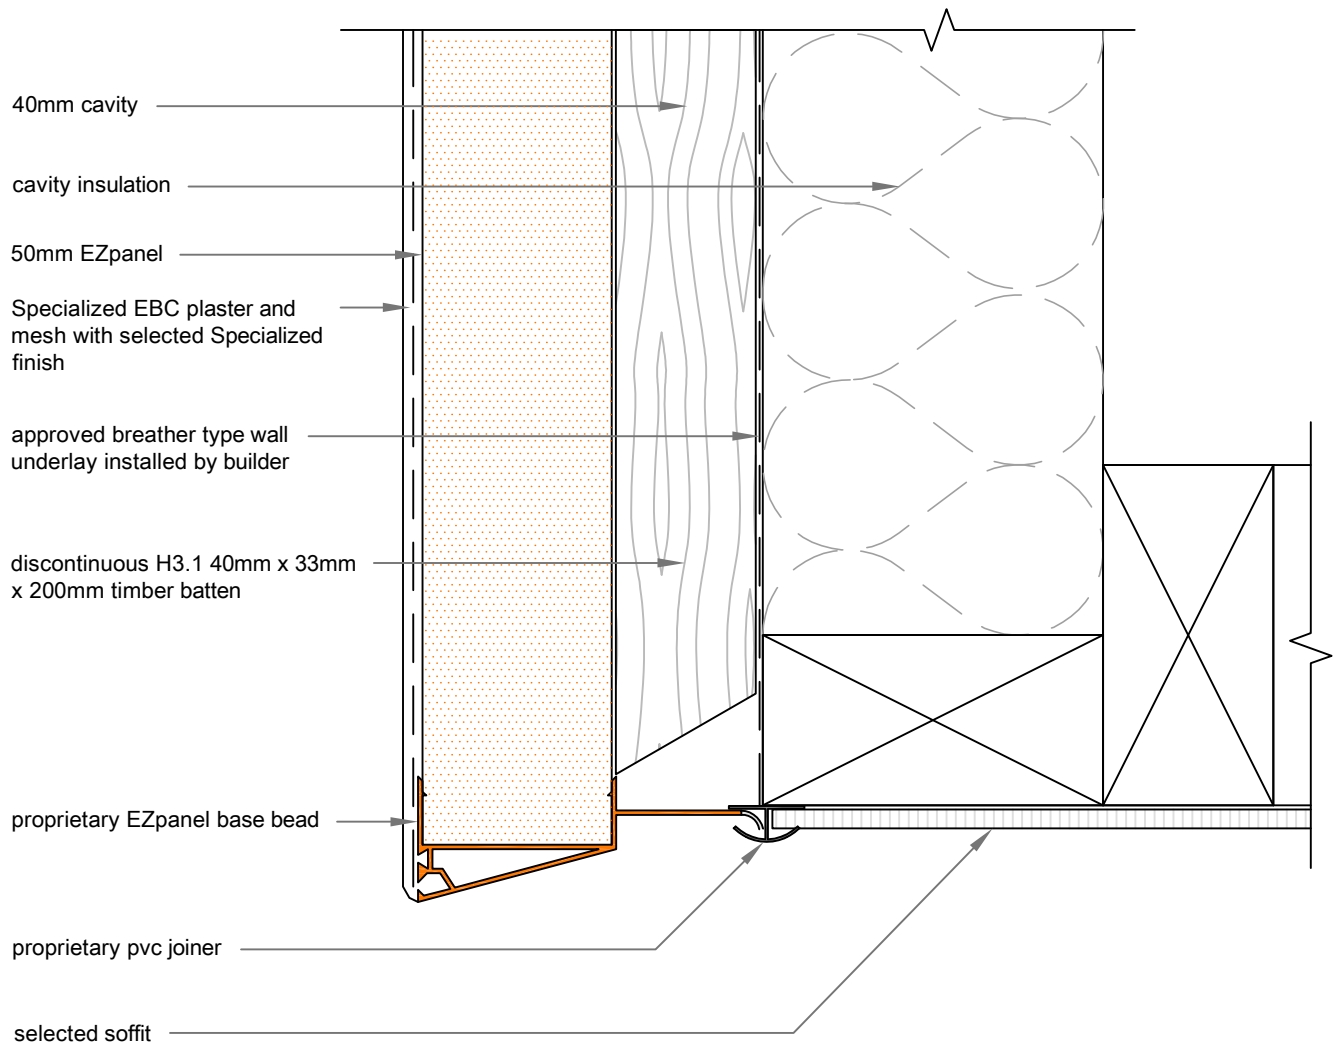 40mm cavity
cavity insulation
50mm EZpanel
Specialized EBC plaster and
mesh with selected Specialized
finish
approved breather type wall
underlay installed by builder
discontinuous H3.1 40mm x 33mm
x 200mm timber batten
proprietary EZpanel base bead
proprietary pvc joiner
selected soffit